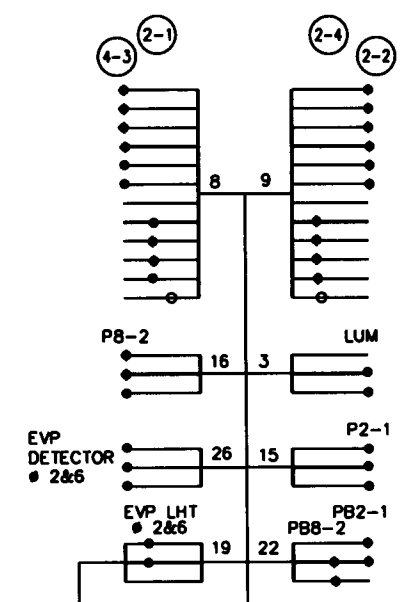 2-1
2-4
4-3
2-2
8 9
P8-2
LUM
16 3
EVP
DETECTOR
ϕ 2&6
P2-1
26 15
EVP LHT
ϕ 2&6
PB2-1
PB8-2
19 22